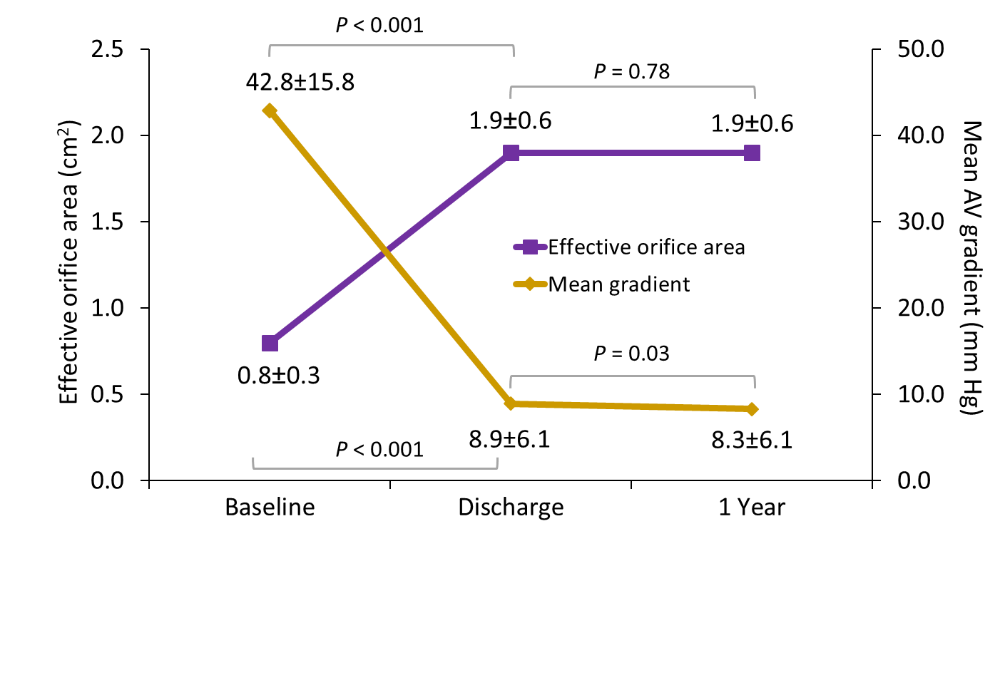 P < 0.001
2.5
50.0
P = 0.78
42.8±15.8
1.9±0.6
1.9±0.6
2.0
40.0
Effective orifice area (cm²)
Mean AV gradient (mm Hg)
1.5
30.0
Effective orifice area
Mean gradient
1.0
20.0
P = 0.03
0.8±0.3
0.5
10.0
8.9±6.1
8.3±6.1
P < 0.001
0.0
0.0
Baseline
Discharge
1 Year